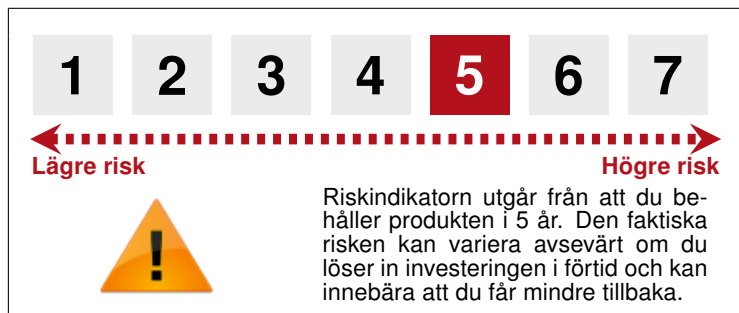 1 2 3 4 5 6 7
Lägre risk Högre risk
!
Riskindikatorn utgår från att du be-
håller produkten i 5 år. Den faktiska
risken kan variera avsevärt om du
löser in investeringen i förtid och kan
innebära att du får mindre tillbaka.